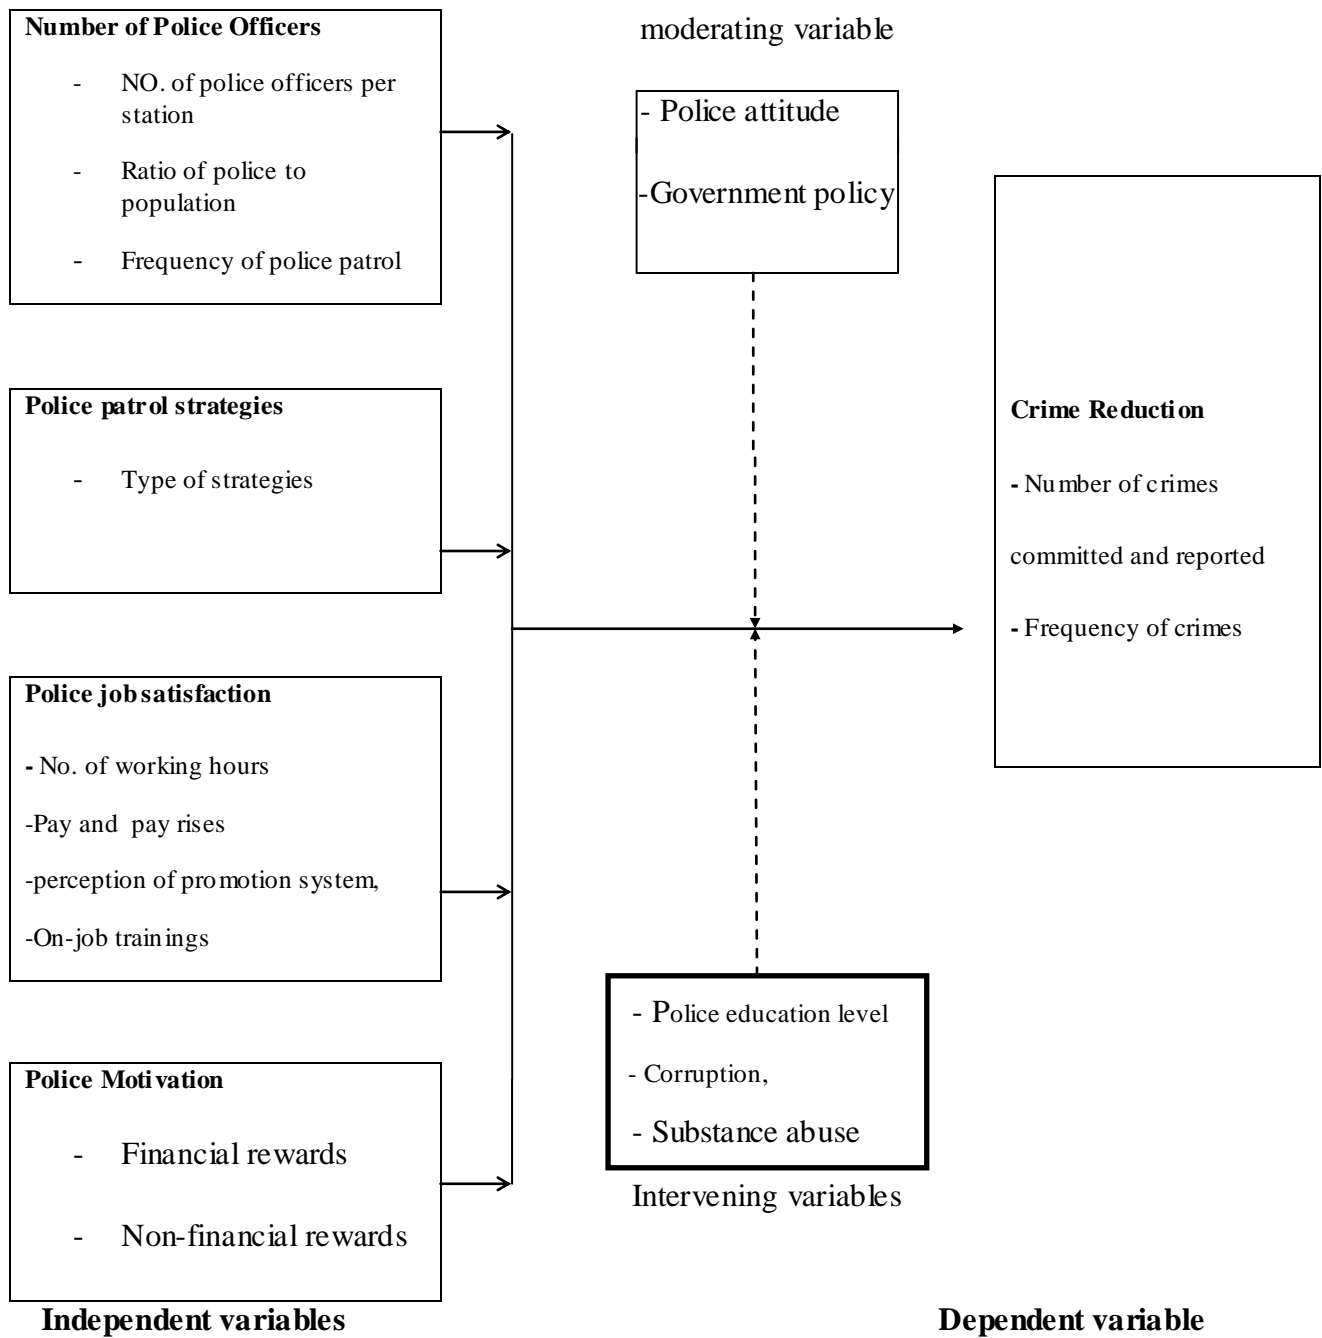 Number of Police Officers
- NO. of police officers per
station
- Ratio of police to
population
- Frequency of police patrol
Police patrol strategies
- Type of strategies
Police job satisfaction
- No. of working hours
-Pay and pay rises
-perception of promotion system,
-On-job trainings
Police Motivation
- Financial rewards
- Non-financial rewards
Independent variables
moderating variable
- Police attitude
-Government policy
- Police education level
- Corruption,
- Substance abuse
Intervening variables
Crime Reduction
- Number of crimes
committed and reported
- Frequency of crimes
Dependent variable